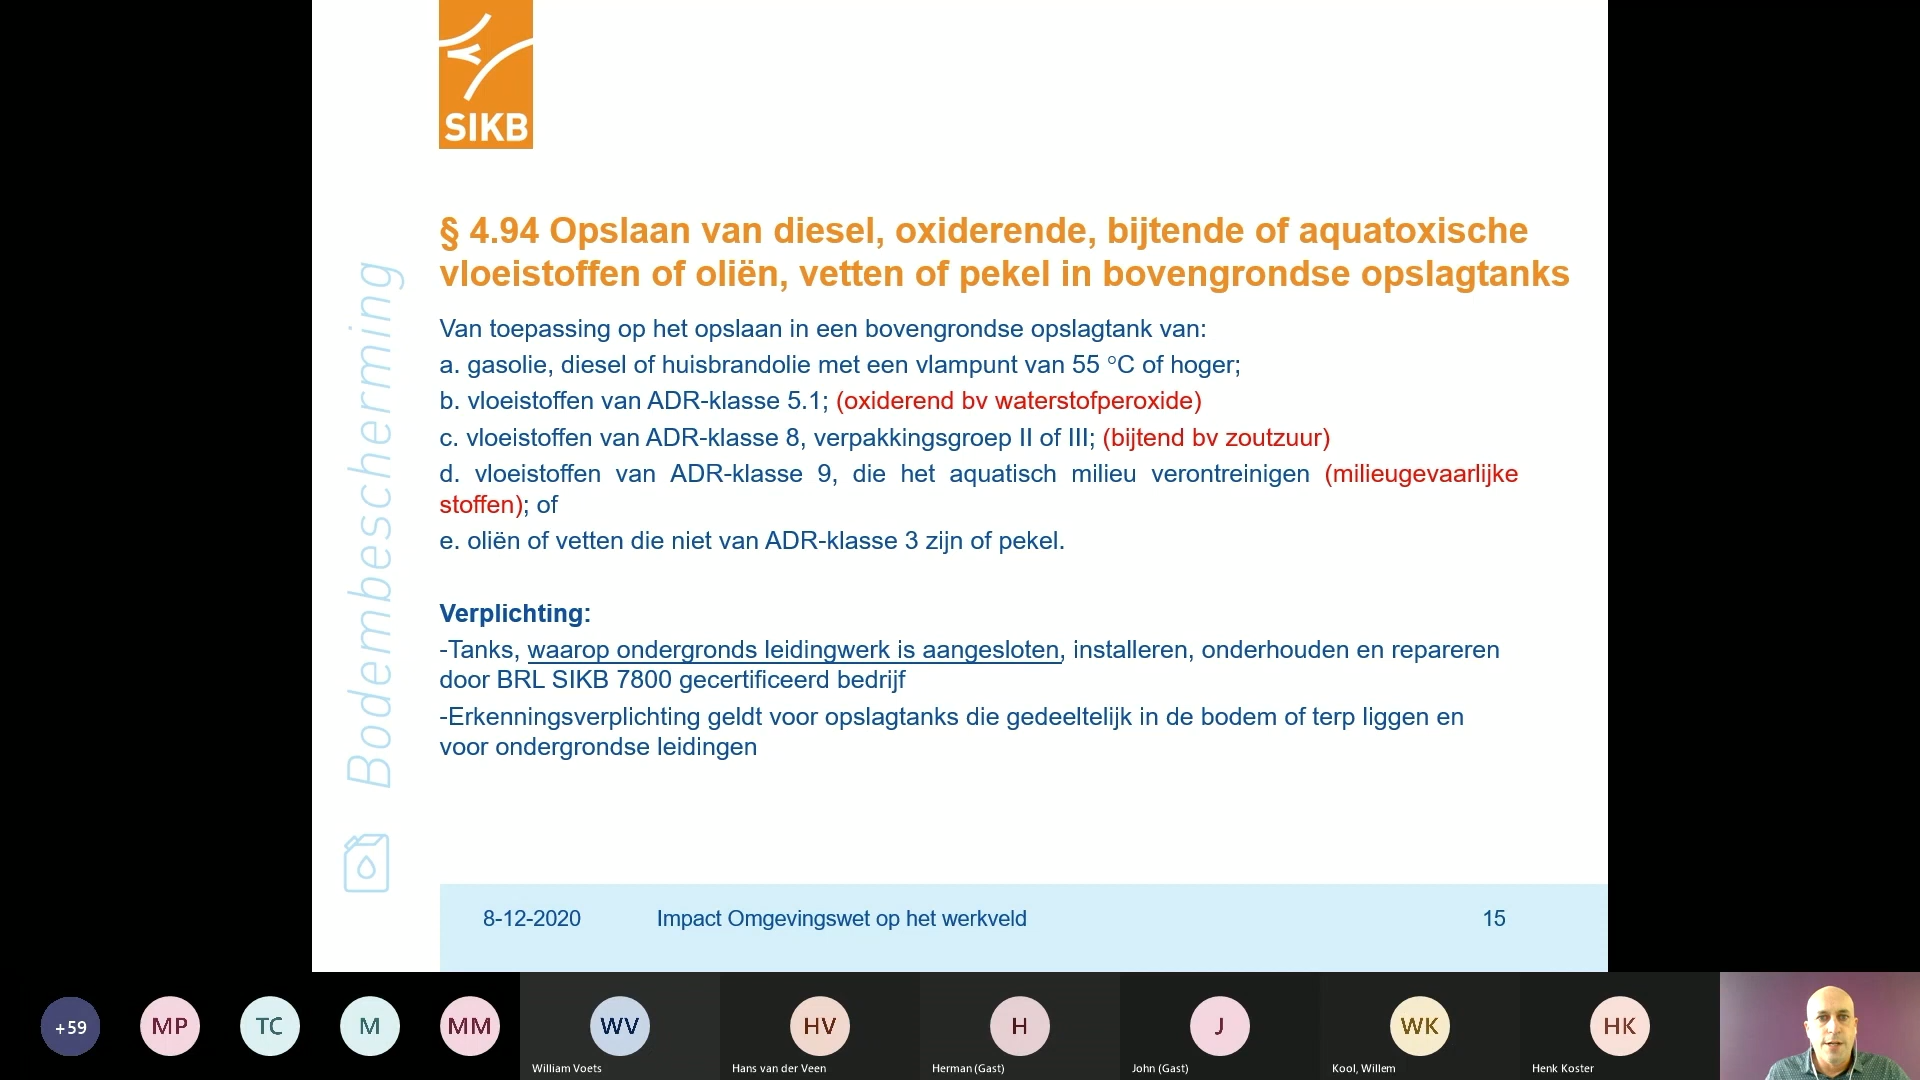 SIKB
Bodembescherming
§ 4.94 Opslaan van diesel, oxiderende, bijtende of aquatoxische
vloeistoffen of oliën, vetten of pekel in bovengrondse opslagtanks
Van toepassing op het opslaan in een bovengrondse opslagtank van:
a. gasolie, diesel of huisbrandolie met een vlampunt van 55 °C of hoger;
b. vloeistoffen van ADR-klasse 5.1; (oxiderend bv waterstofperoxide)
c. vloeistoffen van ADR-klasse 8, verpakkingsgroep II of III; (bijtend bv zoutzuur)
d. vloeistoffen van ADR-klasse 9, die het aquatisch milieu verontreinigen (milieugevaarlijke
stoffen); of
e. oliën of vetten die niet van ADR-klasse 3 zijn of pekel.
Verplichting:
-Tanks, waarop ondergronds leidingwerk is aangesloten, installeren, onderhouden en repareren
door BRL SIKB 7800 gecertificeerd bedrijf
-Erkenningsverplichting geldt voor opslagtanks die gedeeltelijk in de bodem of terp liggen en
voor ondergrondse leidingen
8-12-2020 Impact Omgevingswet op het werkveld 15
+59 MP TC M MM WV HV H J WK HK
William Voets Hans van der Veen Herman (Gast) John (Gast) Kool, Willem Henk Koster